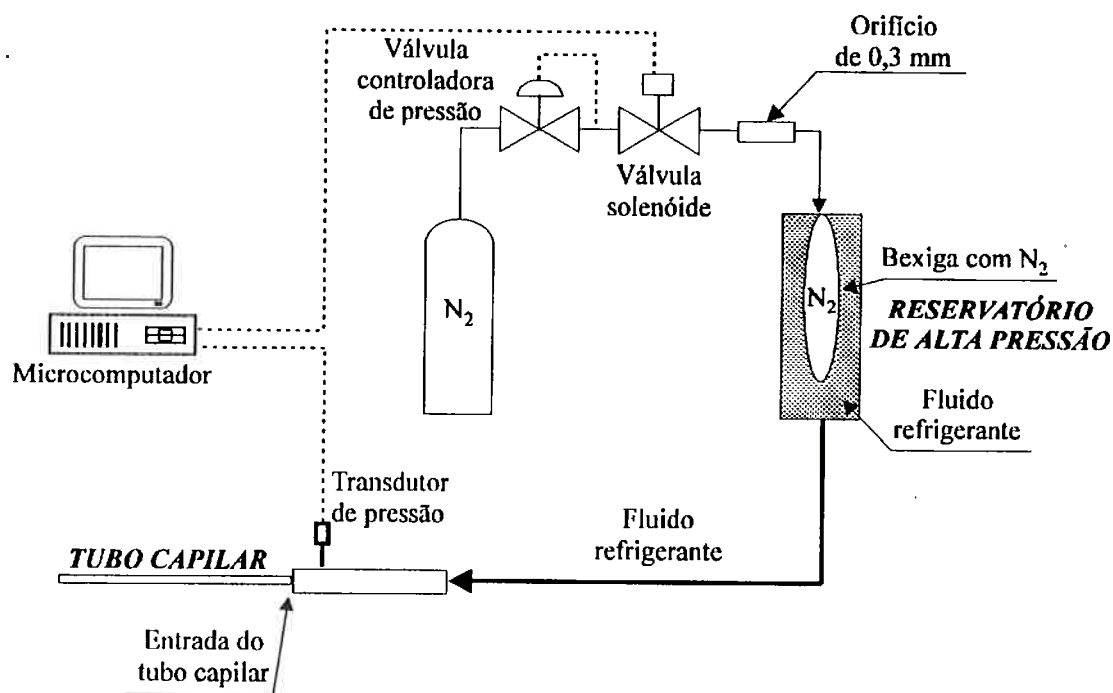 Orifício
de 0,3 mm
Válvula
controladora
de pressão
Válvula
solenóide
N₂
Bexiga com N₂
N₂
RESERVATÓRIO
DE ALTA PRESSÃO
Microcomputador
Fluido
refrigerante
Transdutor
de pressão
Fluido
refrigerante
TUBO CAPILAR
Entrada do
tubo capilar